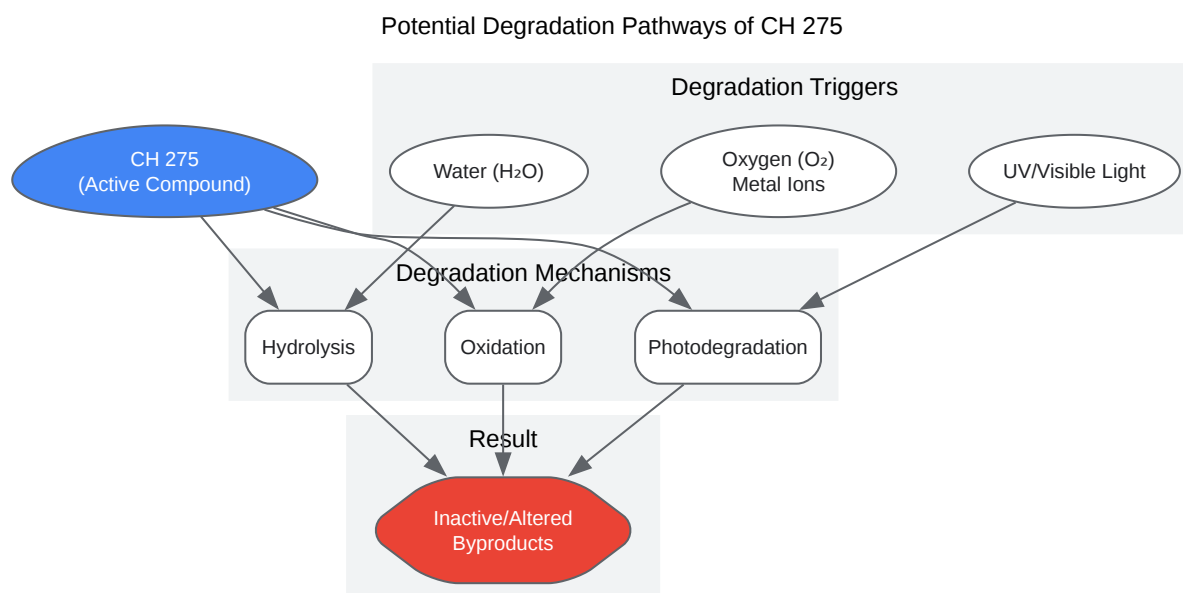 Potential Degradation Pathways of CH 275
Degradation Triggers
CH 275
(Active Compound)
Water (H₂O)
Oxygen (O₂)
Metal Ions
UV/Visible Light
Degradation Mechanisms
Hydrolysis
Oxidation
Photodegradation
Result
Inactive/Altered
Byproducts